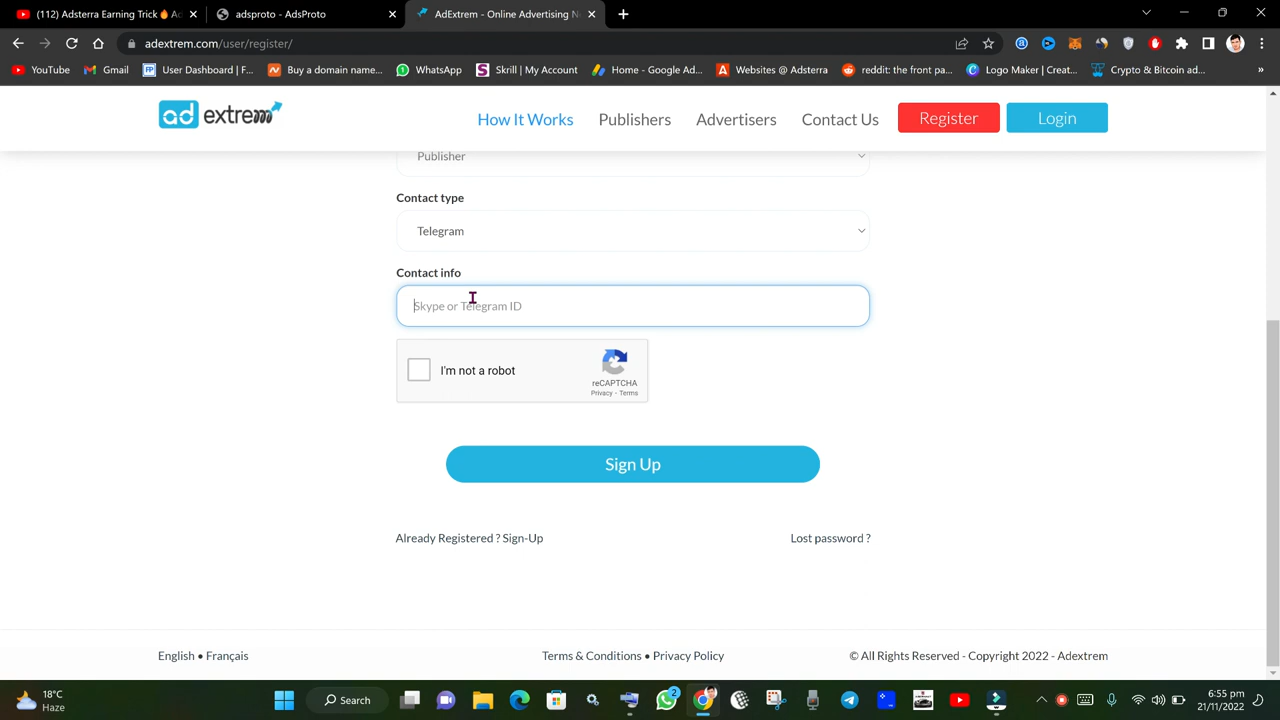 (112) Adsterra Earning Trick🔥 A
adsproto - AdsProto
AdExtrem - Online Advertising N
adextrem.com/user/register/
YouTube
Gmail
User Dashboard | F...
Buy a domain name...
WhatsApp
Skrill | My Account
Home - Google Ad...
Websites @ Adsterra
reddit: the front pa...
Logo Maker | Creat...
Crypto & Bitcoin ad...
»
ad extrem
How It Works
Publishers
Advertisers
Contact Us
Register
Login
Publisher
Contact type
Telegram
Contact info
Skype or Telegram ID
I'm not a robot
reCAPTCHA
Privacy - Terms
Sign Up
Already Registered ? Sign-Up
Lost password ?
English • Français
Terms & Conditions • Privacy Policy
© All Rights Reserved - Copyright 2022 - Adextrem
18°C
Haze
Search
2
6:55 pm
21/11/2022